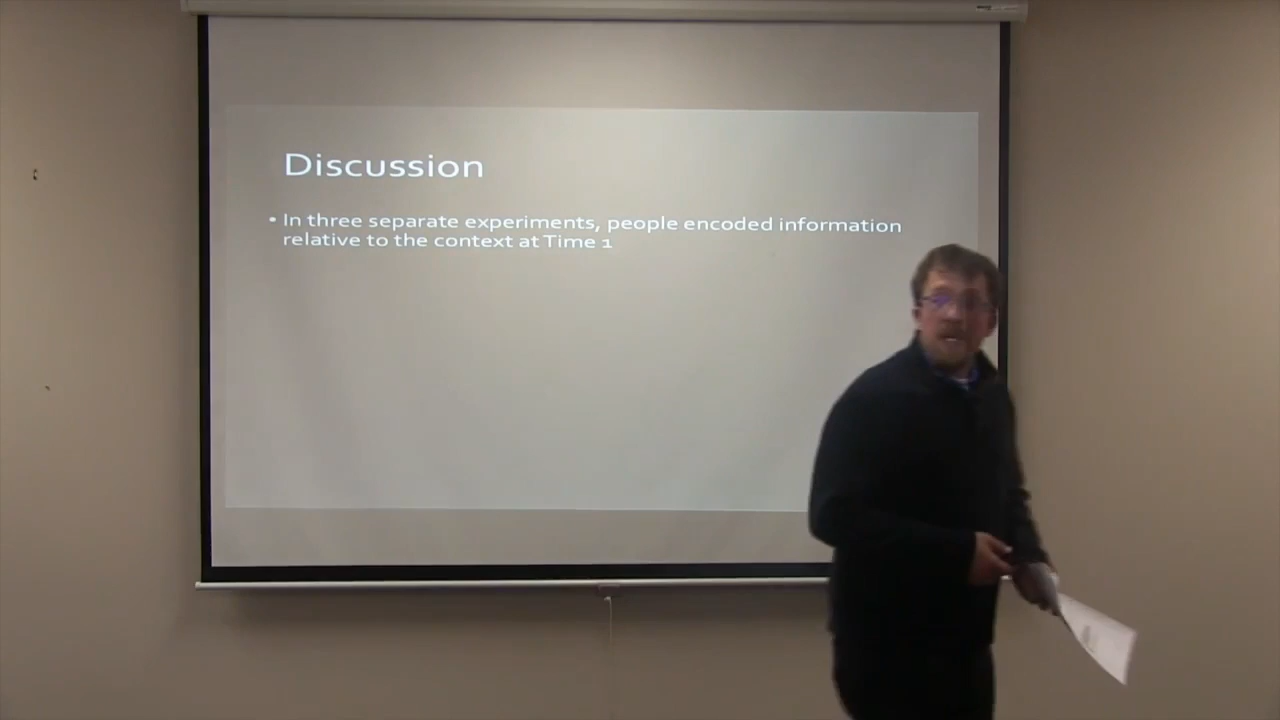 Discussion
• In three separate experiments, people encoded information
relative to the context at Time 1